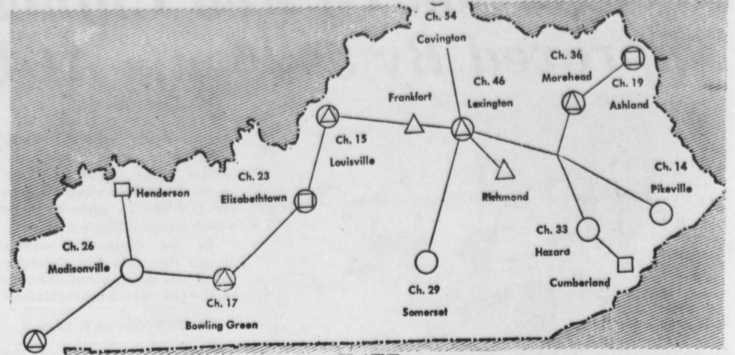 Ch. 54
Covington
Ch. 36
Morehead
Ch. 19
Ashland
Ch. 46
Lexington
Frankfort
Ch. 15
Louisville
Ch. 14
Pikeville
Richmond
Ch. 23
Elizabethtown
Henderson
Ch. 33
Hazard
Cumberland
Ch. 26
Madisonville
Ch. 29
Somerset
Ch. 17
Bowling Green